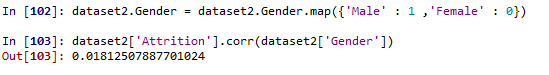 In [102]: dataset2.Gender = dataset2.Gender.map({'Male' : 1 ,'Female' : 0})
In [103]: dataset2['Attrition'].corr(dataset2['Gender'])
Out[103]: 0.01812507887701024